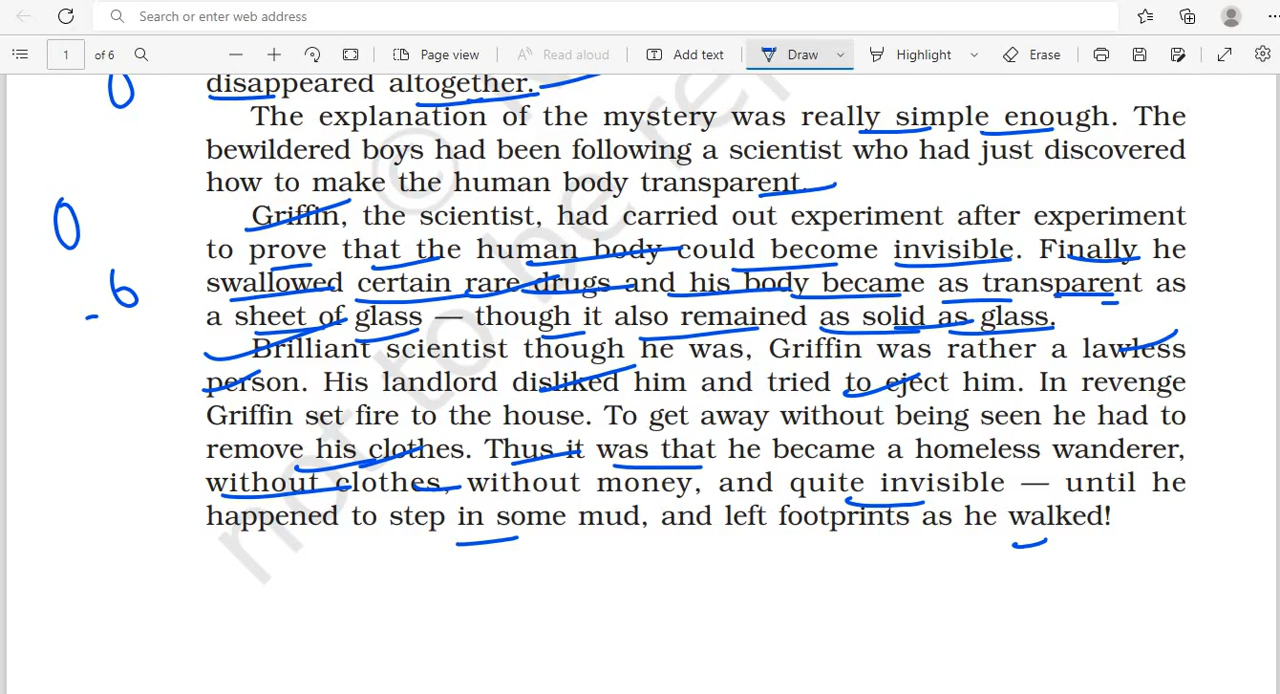 Search or enter web address
1 of 6 Page view Read aloud Add text Draw Highlight Erase
disappeared altogether.
The explanation of the mystery was really simple enough. The
bewildered boys had been following a scientist who had just discovered
how to make the human body transparent.
Griffin, the scientist, had carried out experiment after experiment
to prove that the human body could become invisible. Finally he
swallowed certain rare drugs and his body became as transparent as
a sheet of glass — though it also remained as solid as glass.
Brilliant scientist though he was, Griffin was rather a lawless
person. His landlord disliked him and tried to eject him. In revenge
Griffin set fire to the house. To get away without being seen he had to
remove his clothes. Thus it was that he became a homeless wanderer,
without clothes, without money, and quite invisible — until he
happened to step in some mud, and left footprints as he walked!
©
not to be re